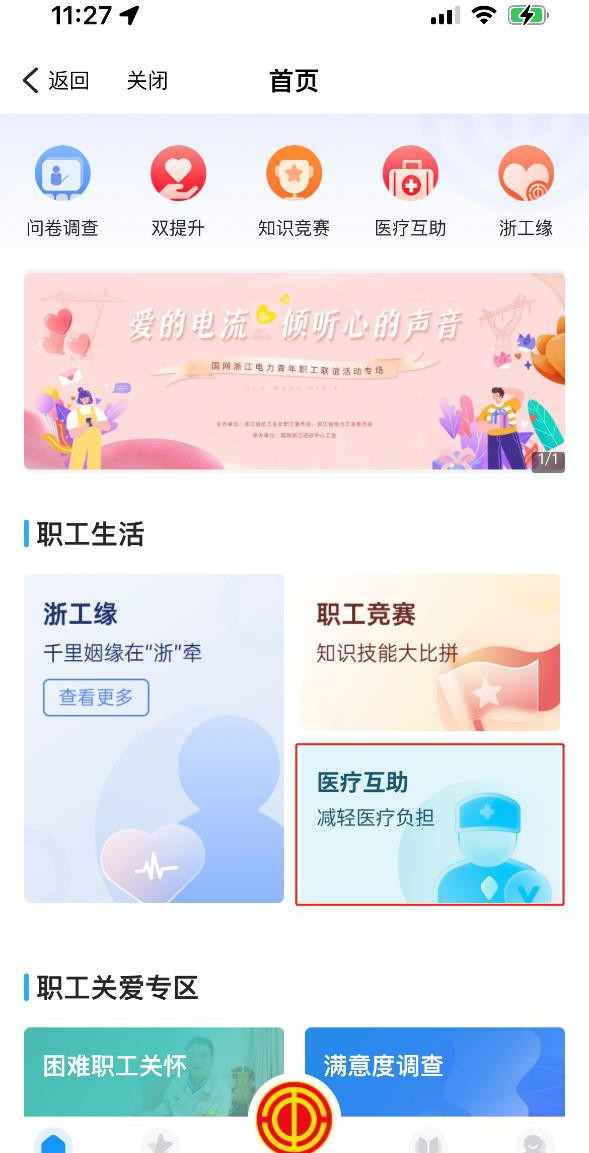 11:27
返回
关闭
首页
问卷调查
双提升
知识竞赛
医疗互助
浙工缘
爱的电流 倾听心的声音
国网浙江电力青年职工联谊活动专场
1/1
职工生活
浙工缘
千里姻缘在“浙”牵
查看更多
职工竞赛
知识技能大比拼
医疗互助
减轻医疗负担
职工关爱专区
困难职工关怀
满意度调查